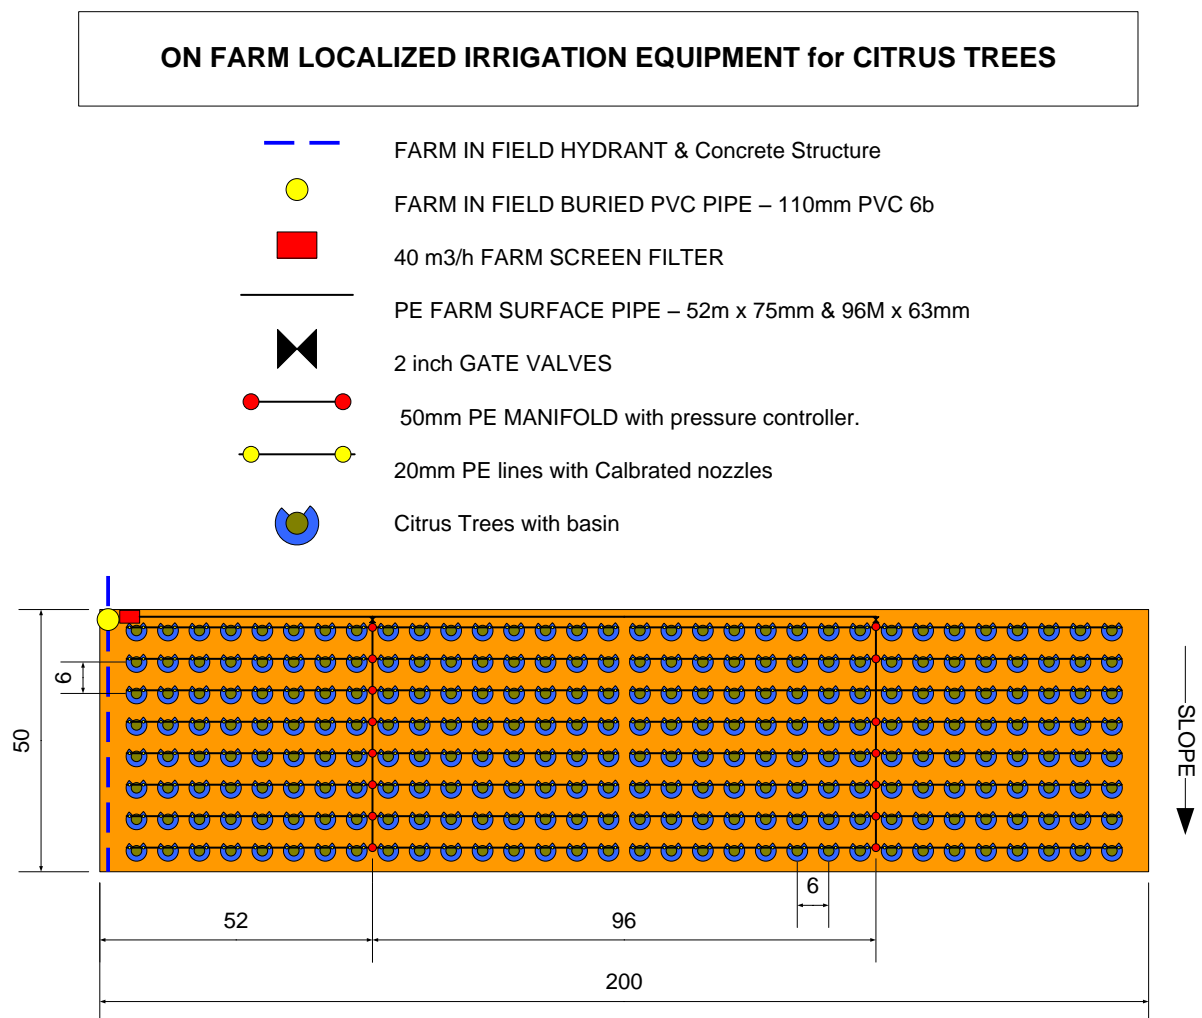 ON FARM LOCALIZED IRRIGATION EQUIPMENT for CITRUS TREES
FARM IN FIELD HYDRANT & Concrete Structure
FARM IN FIELD BURIED PVC PIPE – 110mm PVC 6b
40 m3/h FARM SCREEN FILTER
PE FARM SURFACE PIPE – 52m x 75mm & 96M x 63mm
2 inch GATE VALVES
50mm PE MANIFOLD with pressure controller.
20mm PE lines with Calbrated nozzles
Citrus Trees with basin
6
50
SLOPE
6
52
96
200